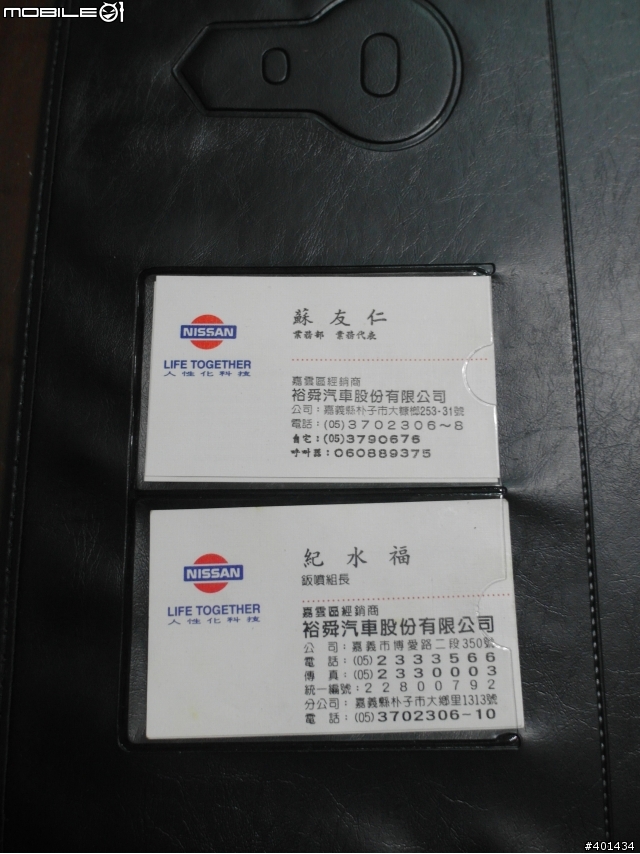 MOBILE01
NISSAN
LIFE TOGETHER
人性化科技
蘇友仁
業務部 業務代表
嘉雲區經銷商
裕舜汽車股份有限公司
公司：嘉義縣朴子市大糠榔253-31號
電話：(05)3702306～8
自宅：(05)3790676
呼叫器：060889375
NISSAN
LIFE TOGETHER
人性化科技
紀水福
鈑噴組長
嘉雲區經銷商
裕舜汽車股份有限公司
公司：嘉義市博愛路二段350號
電話：(05)2333566
傳真：(05)2330003
統一編號：22800792
分公司：嘉義縣朴子市大鄉里1313號
電話：(05)3702306~10
#401434